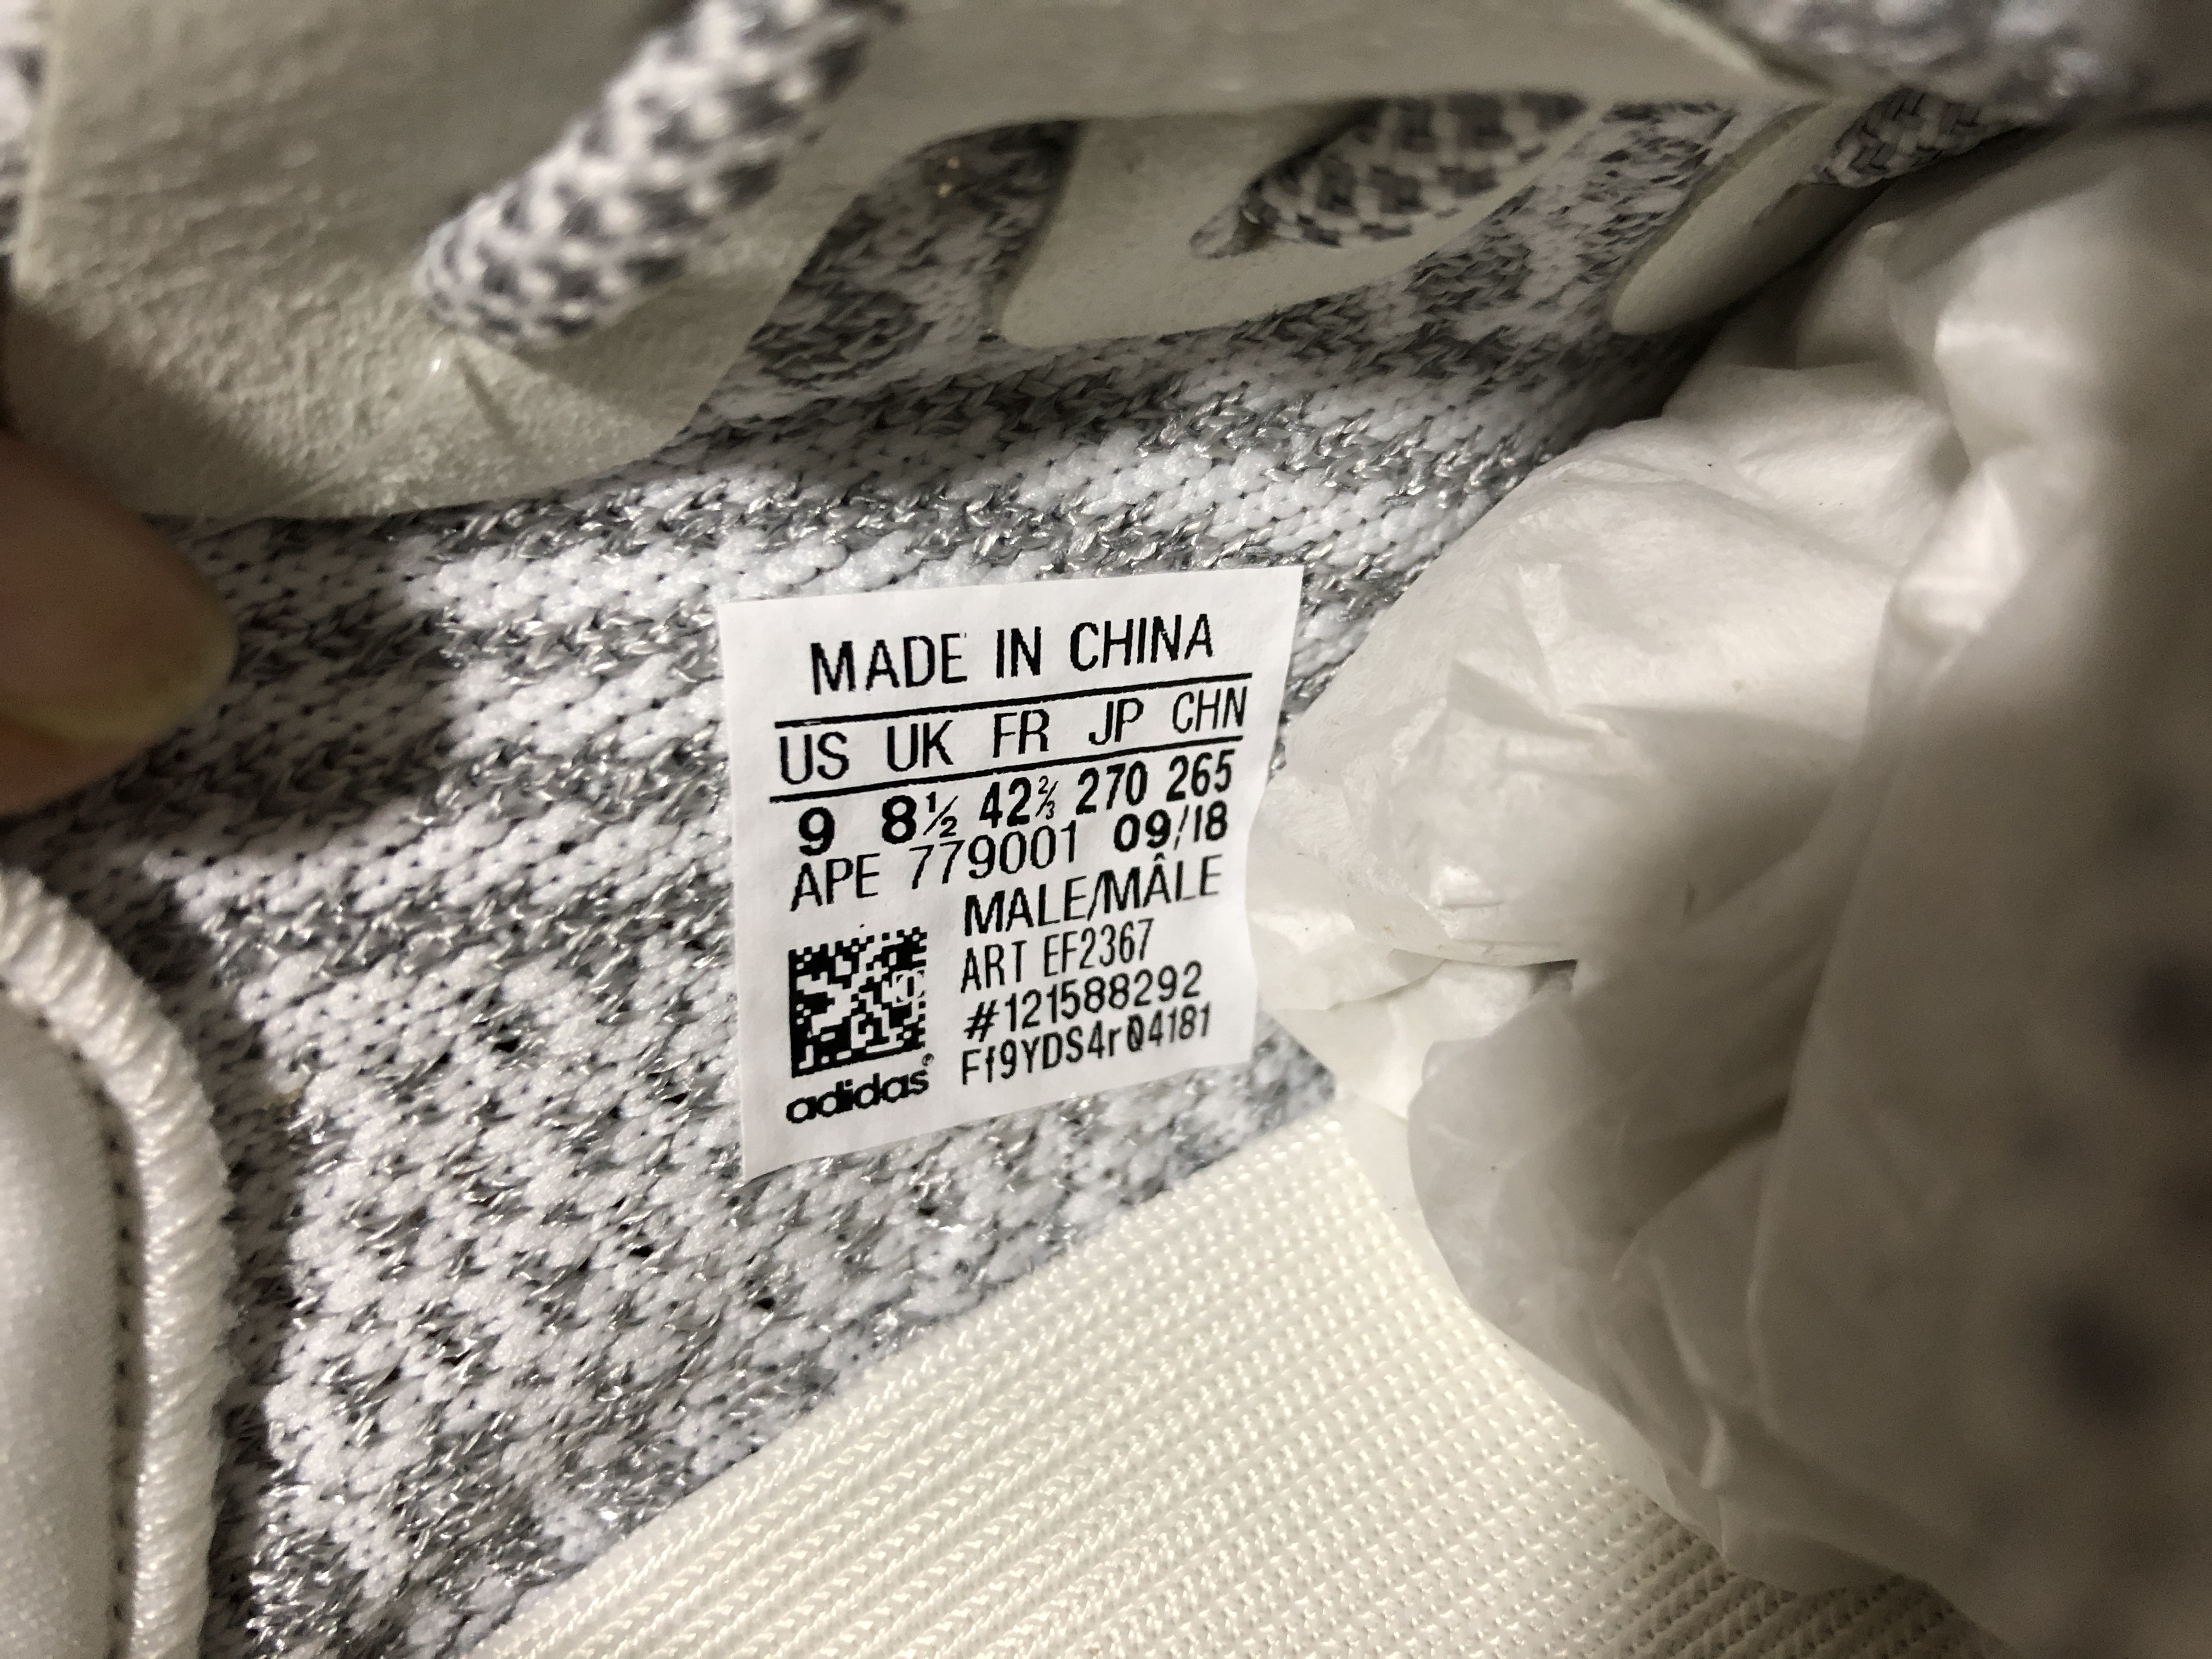 MADE IN CHINA
US UK FR JP CHN
9 8½ 42⅔ 270 265
APE 779001 09/18
MALE/MÂLE
ART EF2367
#121588292
Ff9YDS4r04181
adidas®